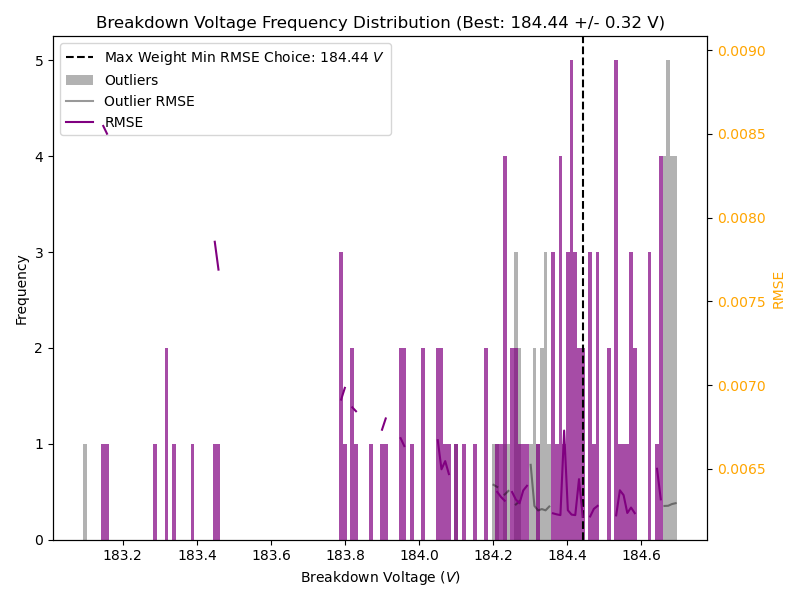 Breakdown Voltage Frequency Distribution (Best: 184.44 +/- 0.32 V)
Max Weight Min RMSE Choice: 184.44 V
Outliers
Outlier RMSE
RMSE
5
4
3
2
1
0
Frequency
0.0090
0.0085
0.0080
0.0075
0.0070
0.0065
RMSE
183.2 183.4 183.6 183.8 184.0 184.2 184.4 184.6
Breakdown Voltage (V)